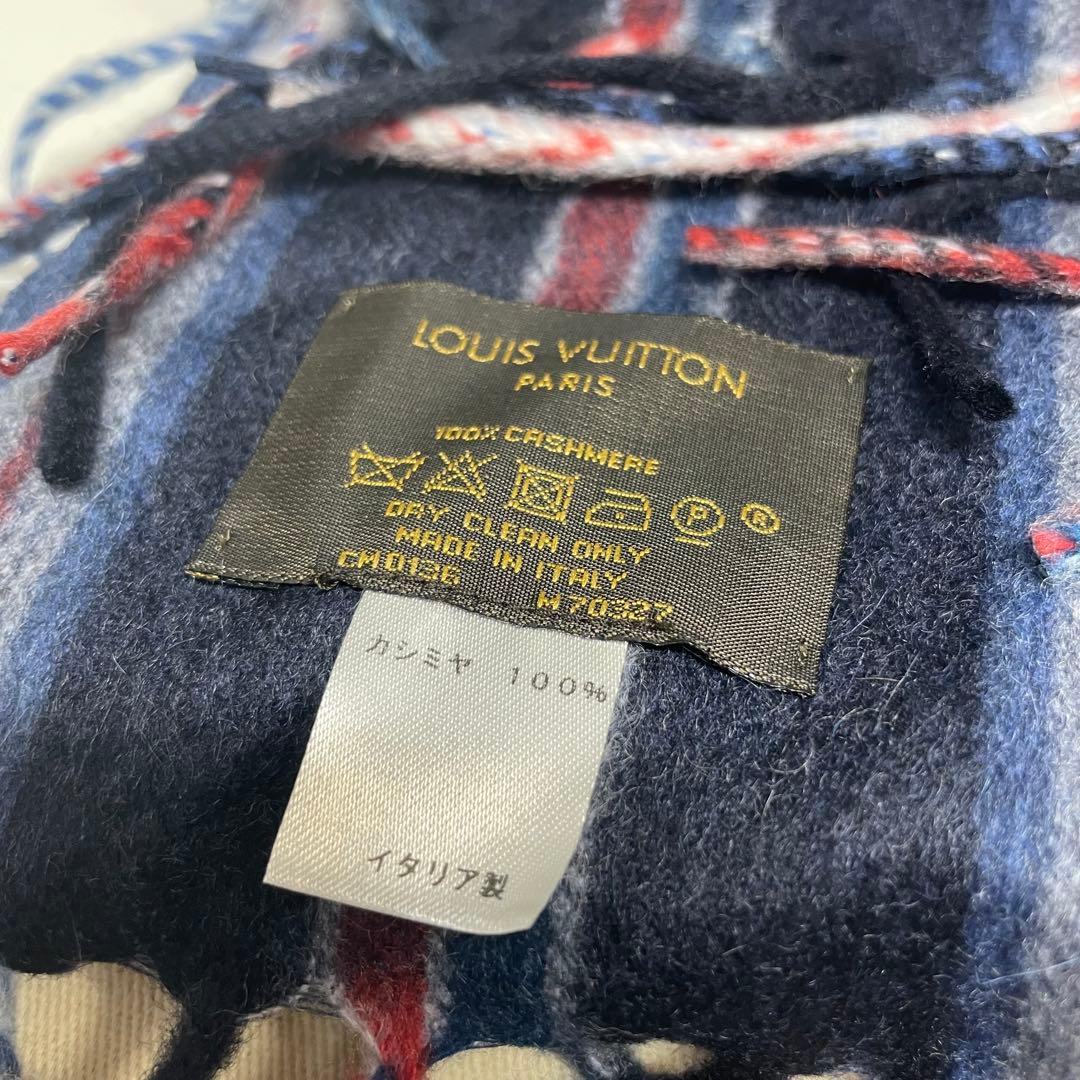 LOUIS VUITTON
PARIS
100% CASHMERE
P ®
DRY CLEAN ONLY
MADE IN ITALY
CM0136 M70327
カシミヤ 100%
イタリア製